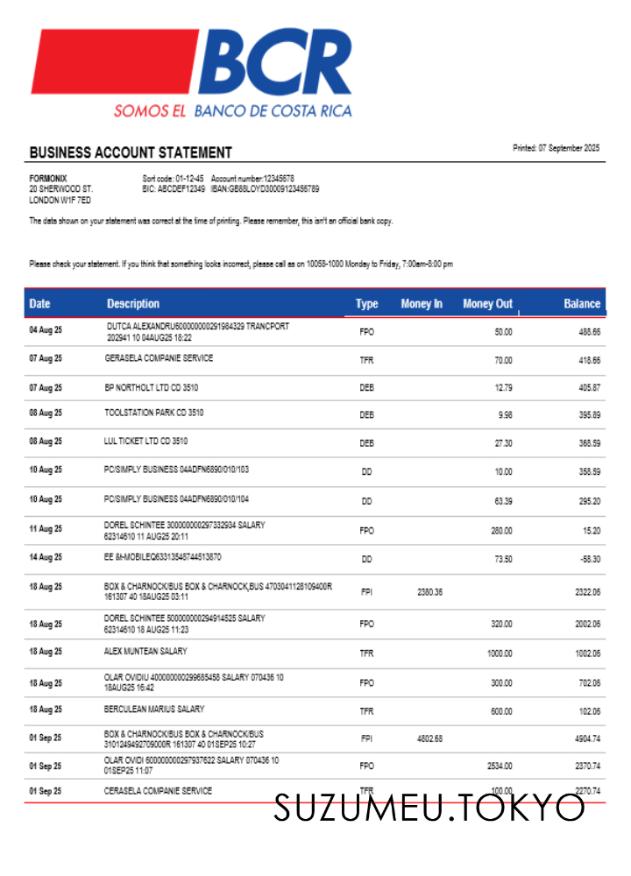 BCR
SOMOS EL BANCO DE COSTA RICA
BUSINESS ACCOUNT STATEMENT
Printed: 07 September 2025
FORMONIX
20 SHERWOOD ST.
LONDON W1F 7ED
Sort code: 01-12-45 Account number:12345678
BIC: ABCDEF12349 IBAN:GB88LOYD30009123456789
The data shown on your statement was correct at the time of printing. Please remember, this isn't an official bank copy.
Please check your statement. If you think that something looks incorrect, please call as on 10058-1000 Monday to Friday, 7:00am-8:00 pm
Date Description Type Money In Money Out Balance
04 Aug 25 DUTCA ALEXANDRU600000000291984329 TRANCPORT FPO 50.00 488.66
202941 10 04AUG25 18:22
07 Aug 25 GERASELA COMPANIE SERVICE TFR 70.00 418.66
07 Aug 25 BP NORTHOLT LTD CD 3510 DEB 12.79 405.87
08 Aug 25 TOOLSTATION PARK CD 3510 DEB 9.98 395.89
08 Aug 25 LUL TICKET LTD CD 3510 DEB 27.30 368.59
10 Aug 25 PC/SIMPLY BUSINESS 04ADFN6890/010/103 DD 10.00 358.59
10 Aug 25 PC/SIMPLY BUSINESS 04ADFN6890/010/104 DD 63.39 295.20
11 Aug 25 DOREL SCHINTEE 300000000297332934 SALARY FPO 280.00 15.20
62314610 11 AUG25 20:11
14 Aug 25 EE &MOBILEQ63313548744513870 DD 73.50 -58.30
18 Aug 25 BOX & CHARNOCK/BUS BOX & CHARNOCK,BUS 4703041128109400R FPI 2380.36 2322.06
161307 40 18AUG25 03:11
18 Aug 25 DOREL SCHINTEE 500000000294914525 SALARY FPO 320.00 2002.06
62314610 18 AUG25 11:23
18 Aug 25 ALEX MUNTEAN SALARY TFR 1000.00 1002.06
18 Aug 25 OLAR OVIDIU 400000000299685458 SALARY 070436 10 FPO 300.00 702.06
18AUG25 16:42
18 Aug 25 BERCULEAN MARIUS SALARY TFR 600.00 102.06
01 Sep 25 BOX & CHARNOCK/BUS BOX & CHARNOCK/BUS FPI 4802.68 4904.74
3101249492709000R 161307 40 01SEP25 10:27
01 Sep 25 OLAR OVIDI 600000000297937622 SALARY 070436 10 FPO 2534.00 2370.74
01SEP25 11:07
01 Sep 25 CERASELA COMPANIE SERVICE TFR 100.00 2270.74
SUZUMEU.TOKYO